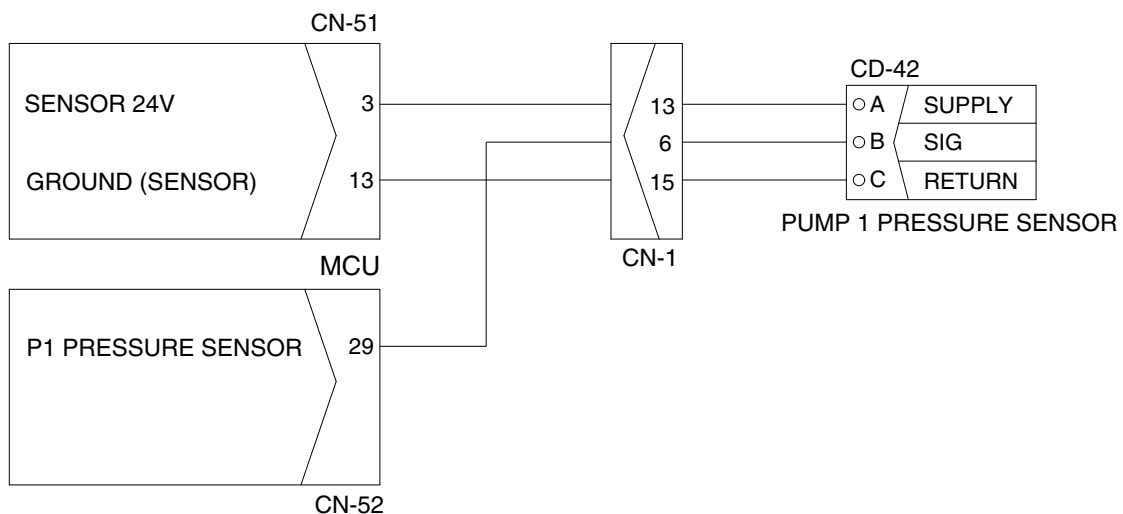 CN-51
SENSOR 24V
3
GROUND (SENSOR)
13
MCU
P1 PRESSURE SENSOR
29
CN-52
13
6
15
CN-1
CD-42
A SUPPLY
B SIG
C RETURN
PUMP 1 PRESSURE SENSOR